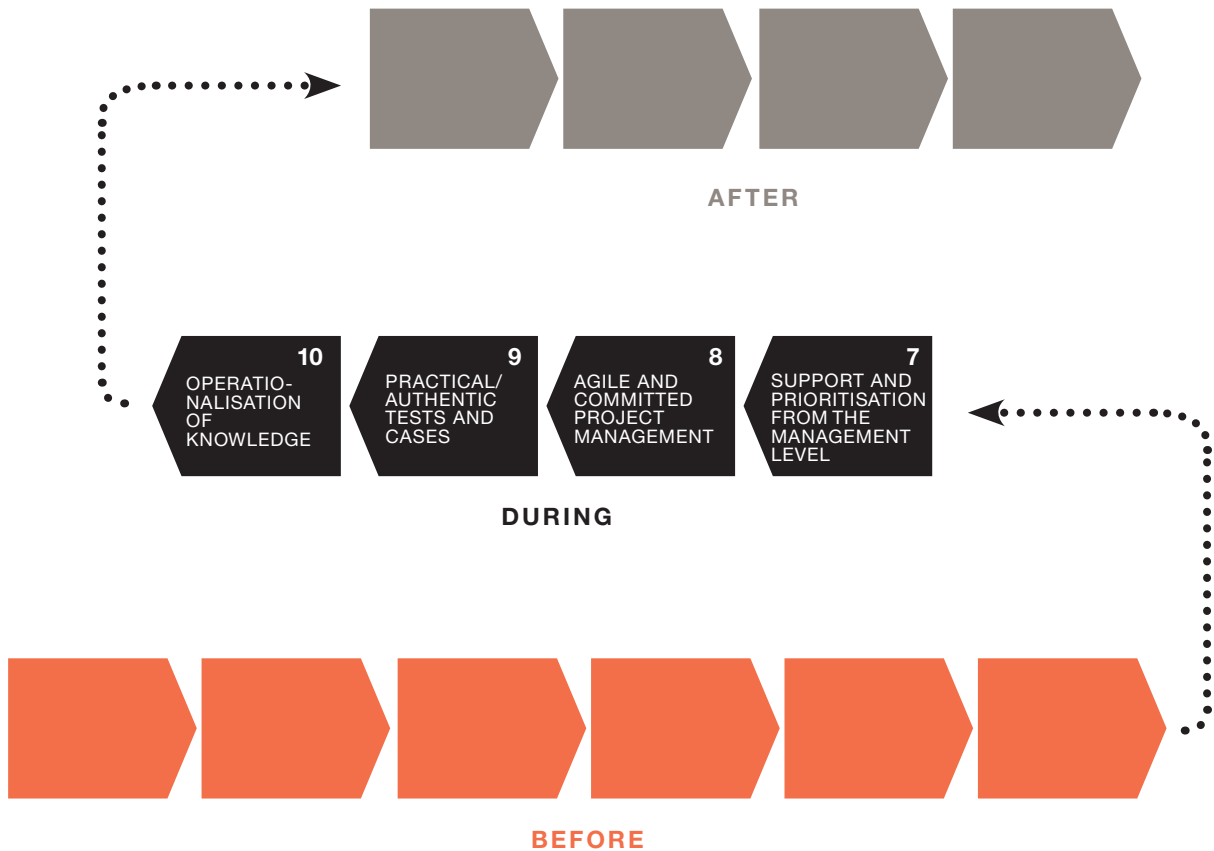 AFTER
10
OPERATIO-
NALISATION
OF
KNOWLEDGE
9
PRACTICAL/
AUTHENTIC
TESTS AND
CASES
8
AGILE AND
COMMITTED
PROJECT
MANAGEMENT
7
SUPPORT AND
PRIORITISATION
FROM THE
MANAGEMENT
LEVEL
DURING
BEFORE